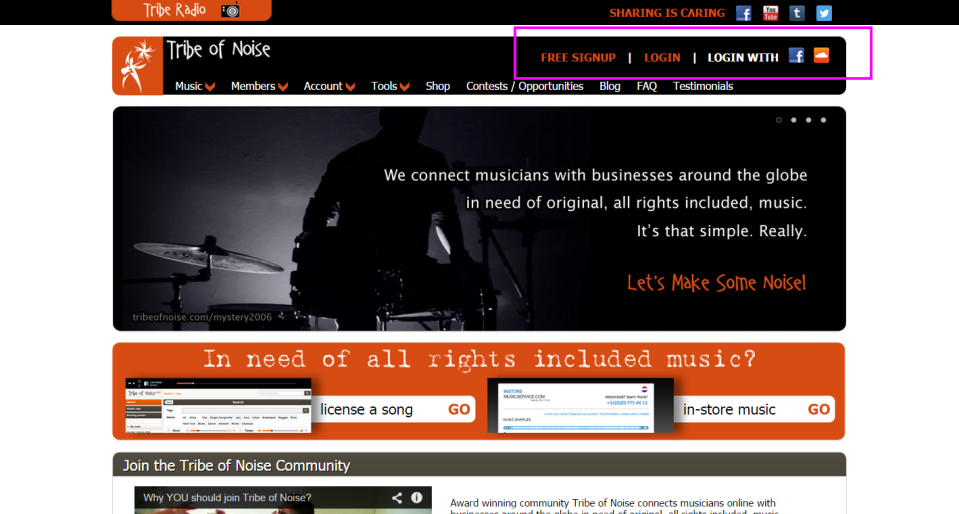 Tribe Radio
SHARING IS CARING
You
Tube
Tribe of Noise
FREE SIGNUP | LOGIN | LOGIN WITH
Music Members Account Tools Shop Contests / Opportunities Blog FAQ Testimonials
We connect musicians with businesses around the globe
in need of original, all rights included, music.
It's that simple. Really.
Let's Make Some Noise!
tribeofnoise.com/mystery2006
In need of all rights included music?
license a song GO
in-store music GO
Join the Tribe of Noise Community
Why YOU should join Tribe of Noise?
Award winning community Tribe of Noise connects musicians online with
businesses around the globe in need of original, all rights included, music